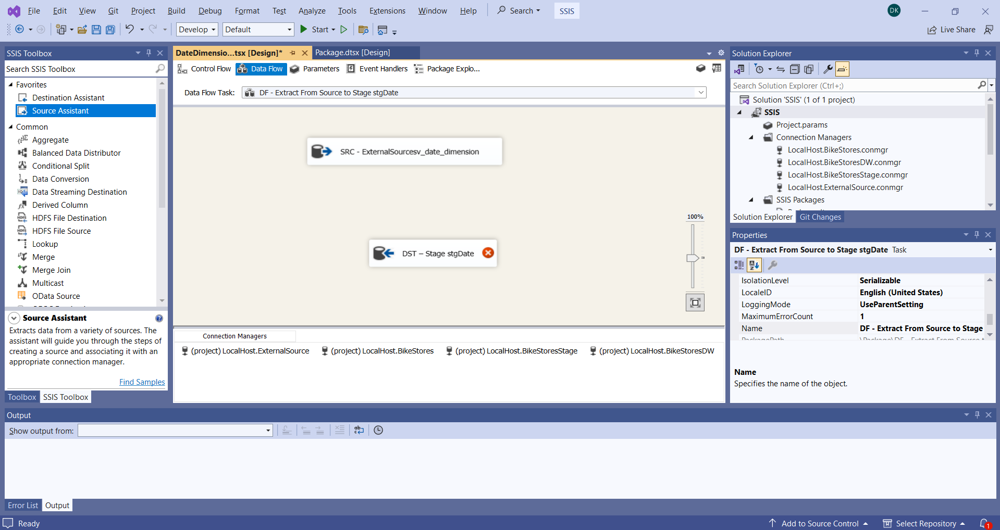 File Edit View Git Project Build Debug Format Test Analyze Tools Extensions Window Help Search SSIS DK
Develop Default Start Live Share
SSIS Toolbox
Search SSIS Toolbox
Favorites
Destination Assistant
Source Assistant
Common
Aggregate
Balanced Data Distributor
Conditional Split
Data Conversion
Data Streaming Destination
Derived Column
HDFS File Destination
HDFS File Source
Lookup
Merge
Merge Join
Multicast
OData Source
Source Assistant
Extracts data from a variety of sources. The
assistant will guide you through the steps of
creating a source and associating it with an
appropriate connection manager.
Find Samples
Toolbox SSIS Toolbox
DateDimensio...tsx [Design]* Package.dtsx [Design]
Control Flow Data Flow Parameters Event Handlers Package Explo...
Data Flow Task: DF - Extract From Source to Stage stgDate
SRC - ExternalSourcesv_date_dimension
DST – Stage stgDate
100%
Connection Managers
(project) LocalHost.ExternalSource (project) LocalHost.BikeStores (project) LocalHost.BikeStoresStage (project) LocalHost.BikeStoresDW
Solution Explorer
Search Solution Explorer (Ctrl+;)
Solution 'SSIS' (1 of 1 project)
SSIS
Project.params
Connection Managers
LocalHost.BikeStores.conmgr
LocalHost.BikeStoresDW.conmgr
LocalHost.BikeStoresStage.conmgr
LocalHost.ExternalSource.conmgr
SSIS Packages
Solution Explorer Git Changes
Properties
DF - Extract From Source to Stage stgDate Task
IsolationLevel Serializable
LocaleID English (United States)
LoggingMode UseParentSetting
MaximumErrorCount 1
Name DF - Extract From Source to Stage
PackagePath \Package\DF - Extract From Source t
Name
Specifies the name of the object.
Output
Show output from:
Error List Output
Ready Add to Source Control Select Repository 1